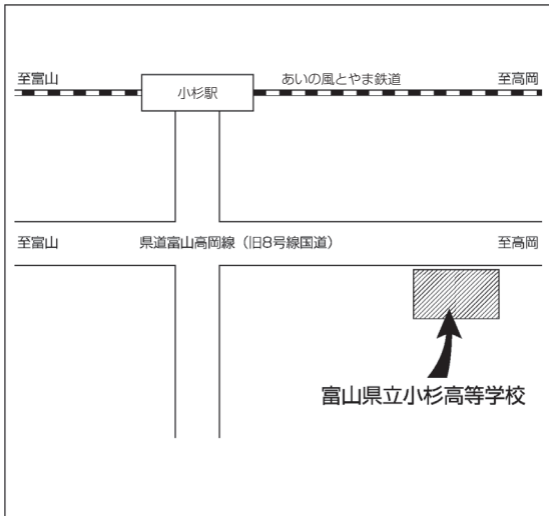 至富山
あいの風とやま鉄道
至高岡
小杉駅
至富山
県道富山高岡線（旧8号線国道）
至高岡
富山県立小杉高等学校